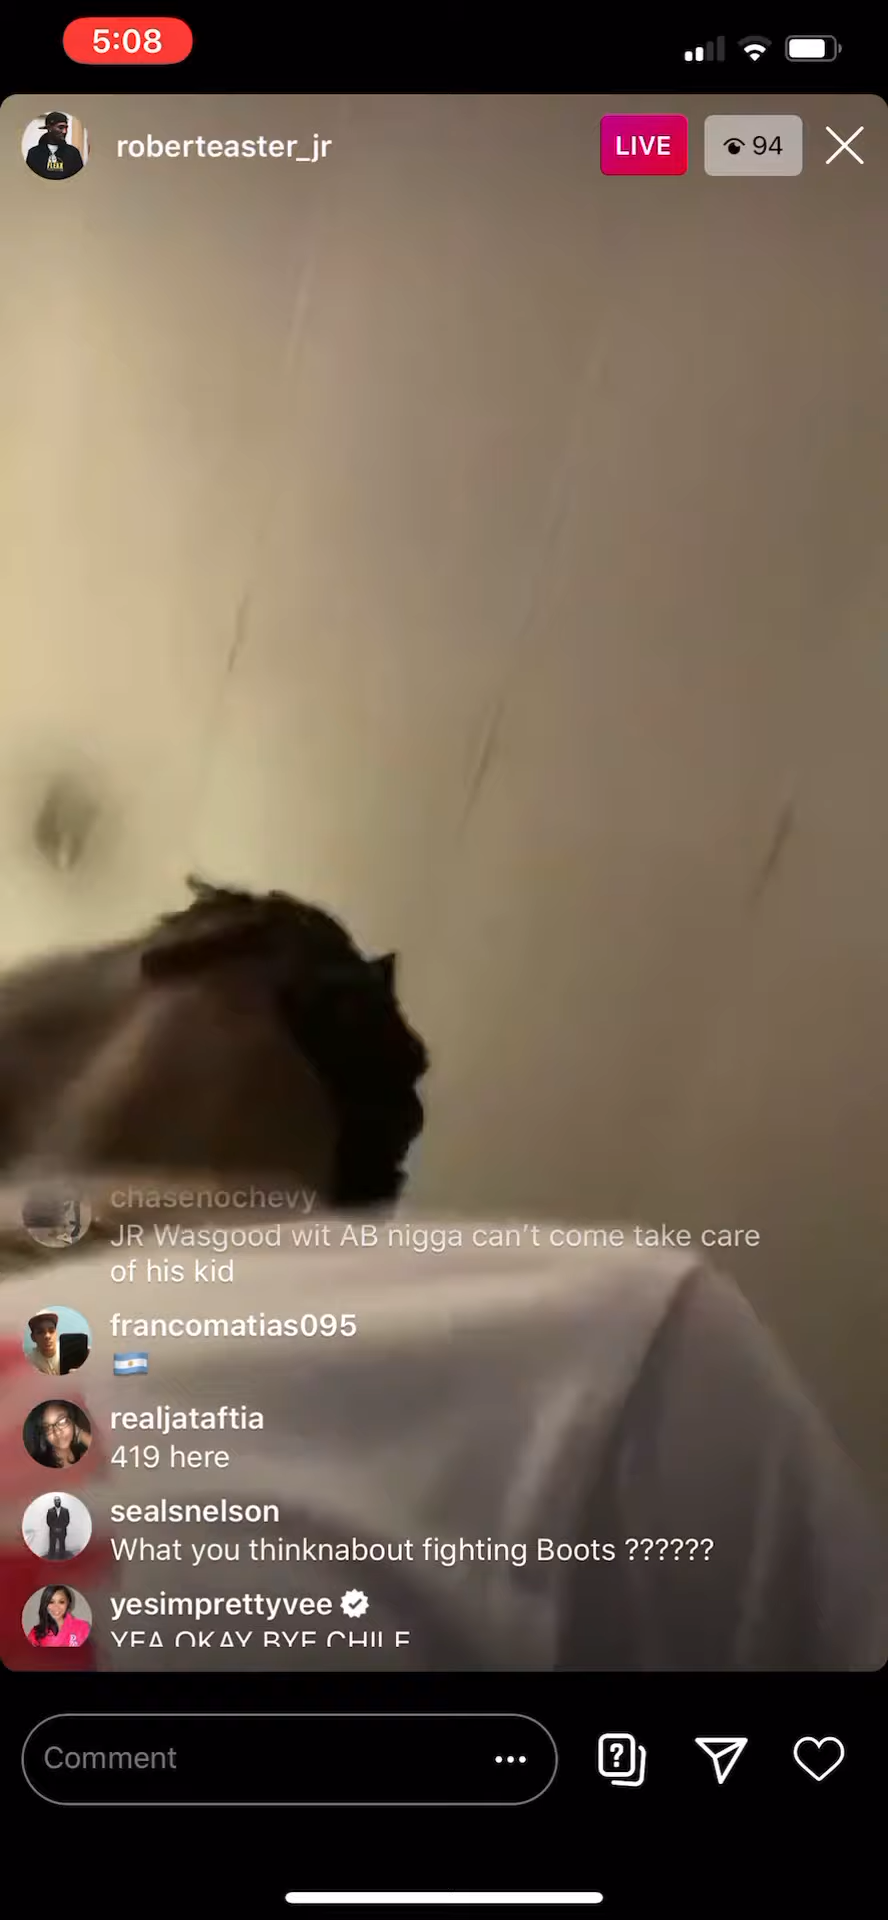 5:08
roberteaster_jr
LIVE
94
chasenochevy
JR Wasgood wit AB nigga can't come take care
of his kid
francomatias095
realjataftia
419 here
sealsnelson
What you thinknabout fighting Boots ??????
yesimprettyvee
YEA OKAY BYE CHILE
Comment